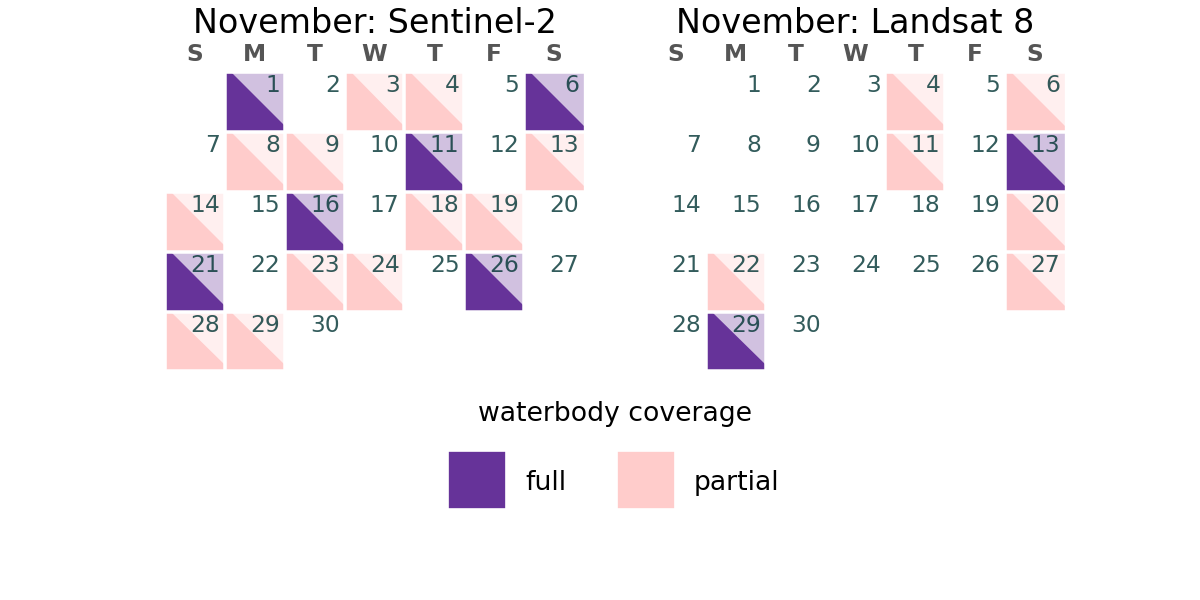 November: Sentinel-2
S M T W T F S
1 2 3 4 5 6
7 8 9 10 11 12 13
14 15 16 17 18 19 20
21 22 23 24 25 26 27
28 29 30
November: Landsat 8
S M T W T F S
1 2 3 4 5 6
7 8 9 10 11 12 13
14 15 16 17 18 19 20
21 22 23 24 25 26 27
28 29 30
waterbody coverage
full
partial